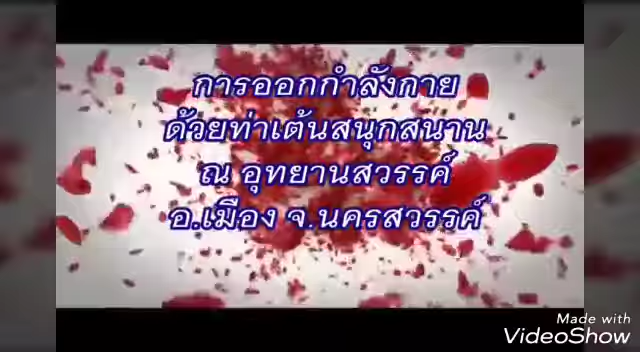 การออกกำลังกาย
ด้วยท่าเต้นสนุกสนาน
ณ อุทยานสวรรค์
อ.เมือง จ.นครสวรรค์
Made with
VideoShow